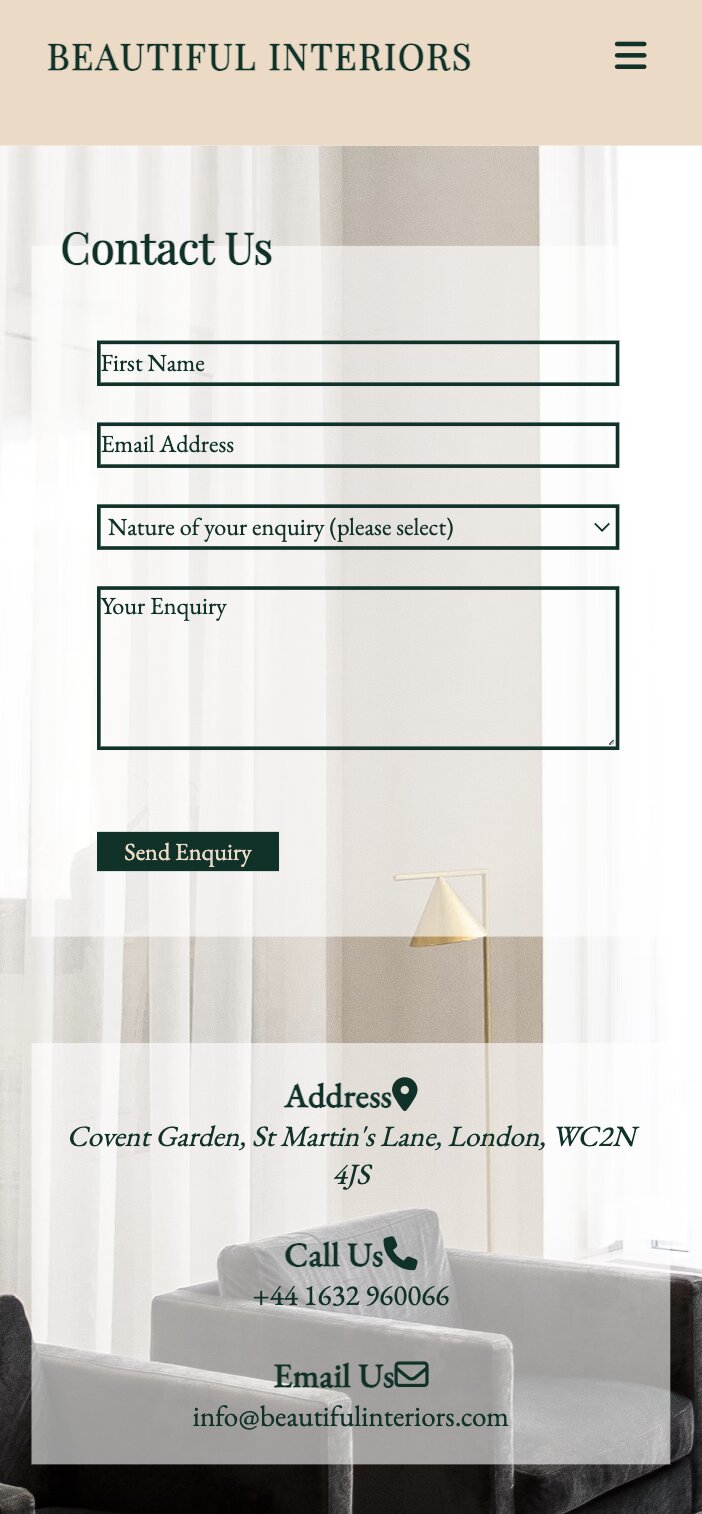 BEAUTIFUL INTERIORS
Contact Us
First Name
Email Address
Nature of your enquiry (please select)
Your Enquiry
Send Enquiry
Address
Covent Garden, St Martin's Lane, London, WC2N
4JS
Call Us
+44 1632 960066
Email Us
info@beautifulinteriors.com